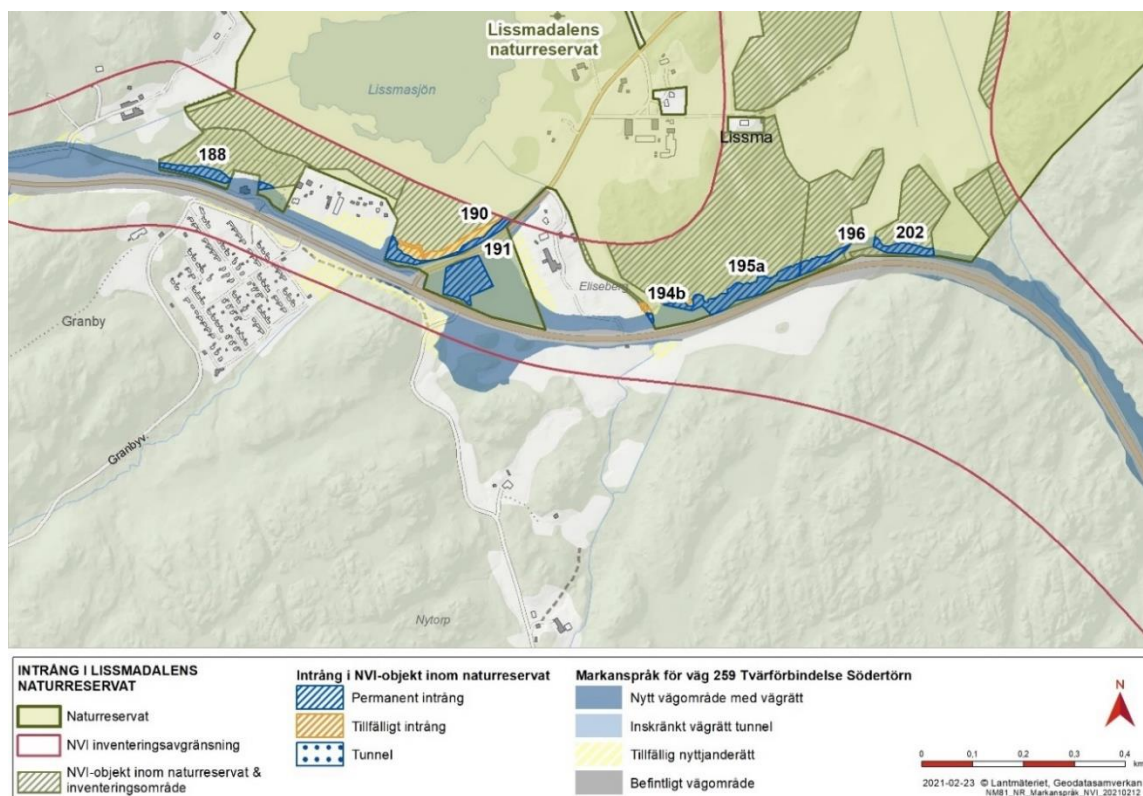 Lissmadalens
naturreservat
Lissmasjön
Lissma
188
190
191
196
202
195a
194b
Eliseberg
Granby
Granbyv.
Nytorp
INTRÅNG I LISSMADALENS
NATURRESERVAT
Naturreservat
NVI inventeringsavgränsning
NVI-objekt inom naturreservat &
inventeringsområde
Intrång i NVI-objekt inom naturreservat
Permanent intrång
Tillfälligt intrång
Tunnel
Markanspråk för väg 259 Tvärförbindelse Södertörn
Nytt vägområde med vägrätt
Inskränkt vägrätt tunnel
Tillfällig nyttjanderätt
Befintligt vägområde
N
0 0,1 0,2 0,3 0,4
km
2021-02-23 © Lantmäteriet, Geodatasamverkan
NM81_NR_Markanspråk_NVI_20210212